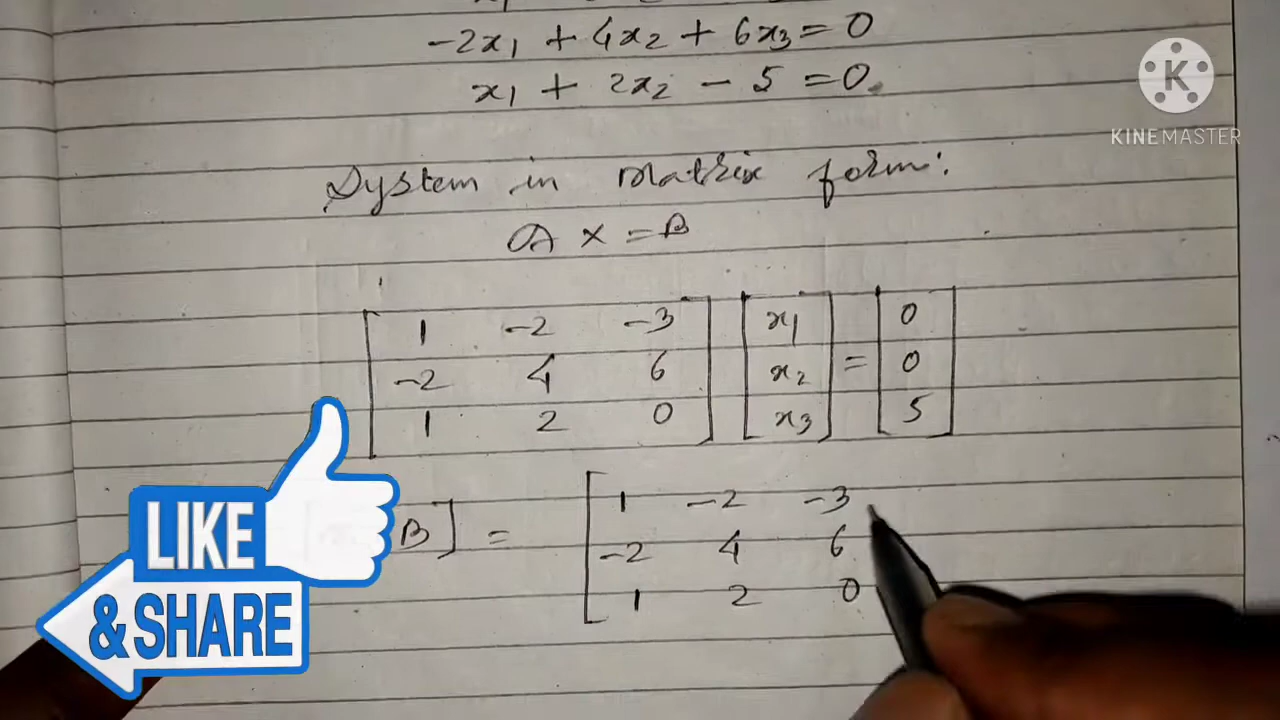 -2x1 + 4x2 + 6x3 = 0
x1 + 2x2 - 5 = 0
KINEMASTER
System in matrix form:
A X = B
1 -2 -3 x1 0
-2 4 6 x2 = 0
1 2 0 x3 5
B] = 1 -2 -3
-2 4 6
1 2 0
LIKE
& SHARE